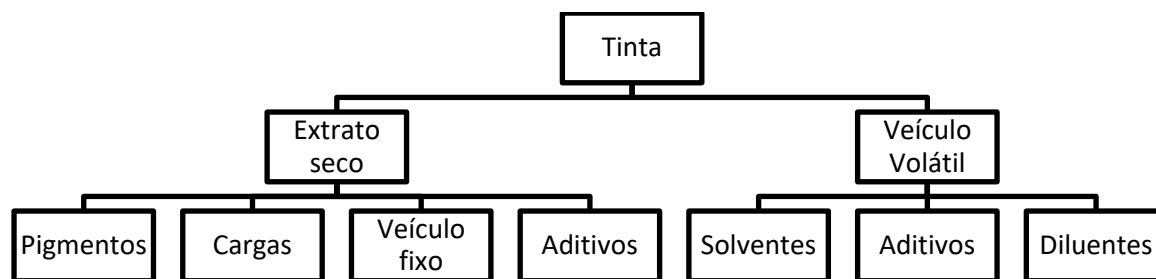 Tinta
Extrato
seco
Veículo
Volátil
Pigmentos
Cargas
Veículo
fixo
Aditivos
Solventes
Aditivos
Diluentes